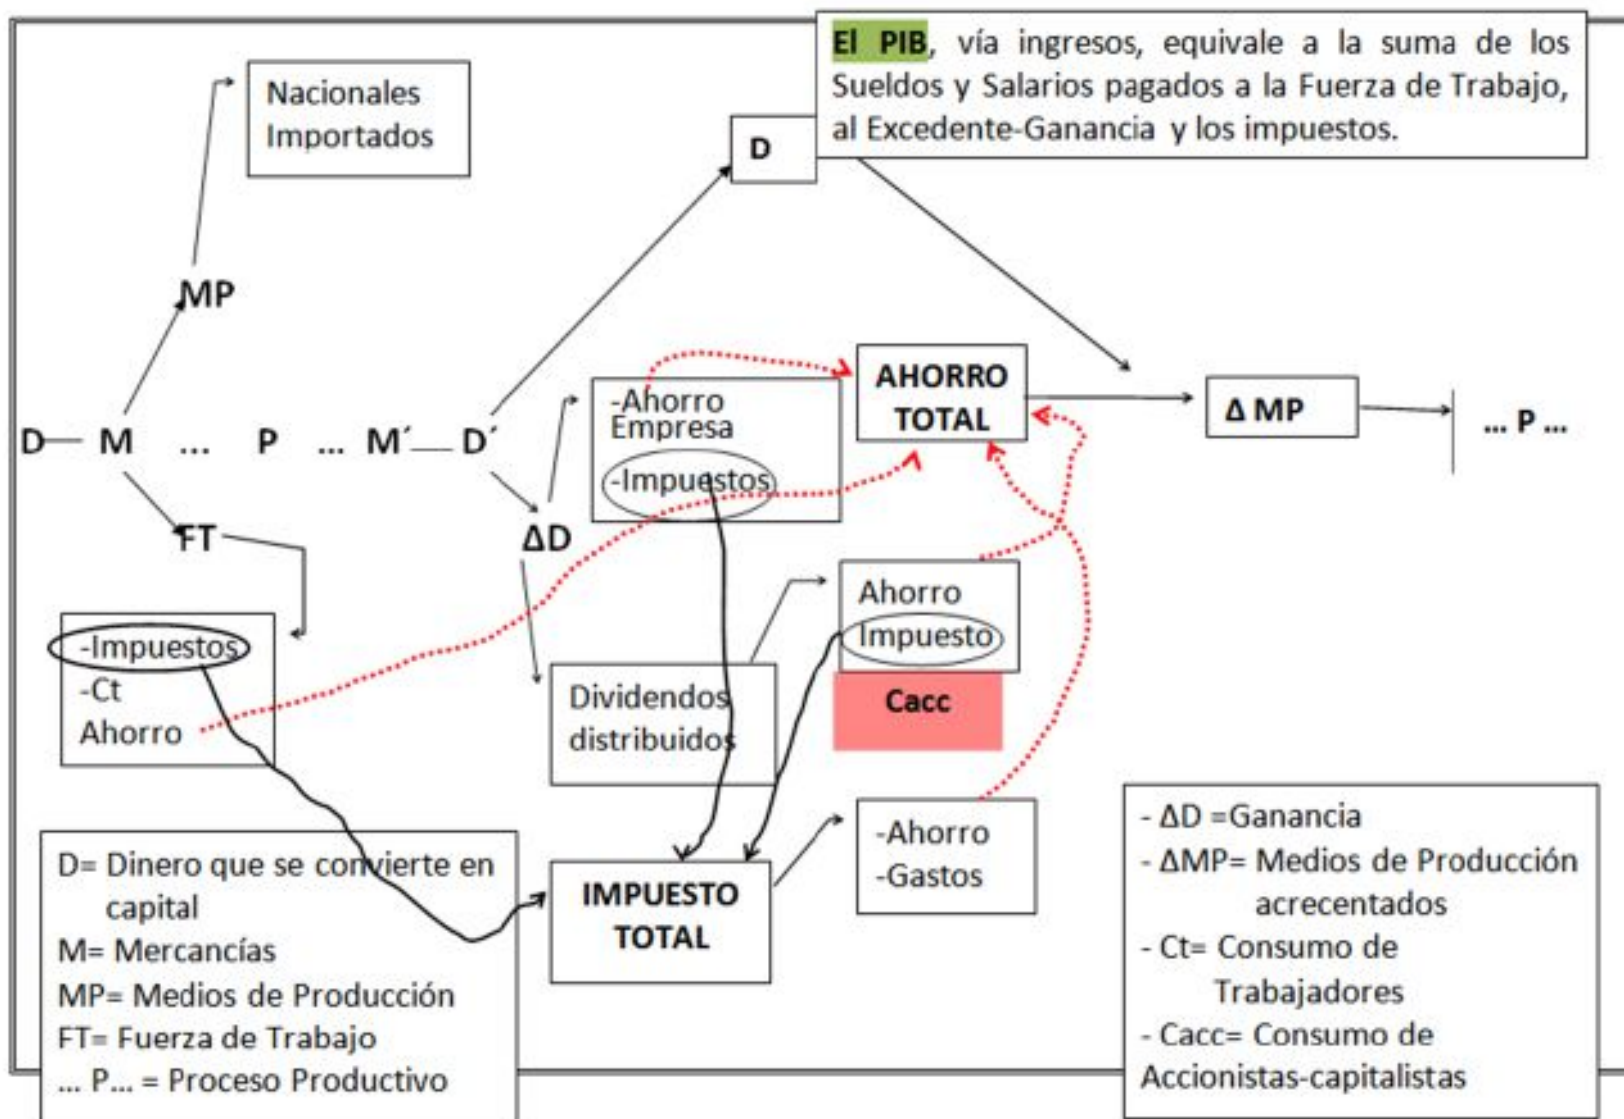 El PIB, vía ingresos, equivale a la suma de los
Sueldos y Salarios pagados a la Fuerza de Trabajo,
al Excedente-Ganancia y los impuestos.
Nacionales
Importados
D
MP
AHORRO
TOTAL
-Ahorro
Empresa
-Impuestos
Δ MP
... P ...
D — M ... P ... M´ — D´
FT
ΔD
-Impuestos
-Ct
Ahorro
Ahorro
Impuesto
Cacc
Dividendos
distribuidos
-Ahorro
-Gastos
IMPUESTO
TOTAL
D= Dinero que se convierte en
capital
M= Mercancías
MP= Medios de Producción
FT= Fuerza de Trabajo
... P... = Proceso Productivo
- ΔD =Ganancia
- ΔMP= Medios de Producción
acrecentados
- Ct= Consumo de
Trabajadores
- Cacc= Consumo de
Accionistas-capitalistas